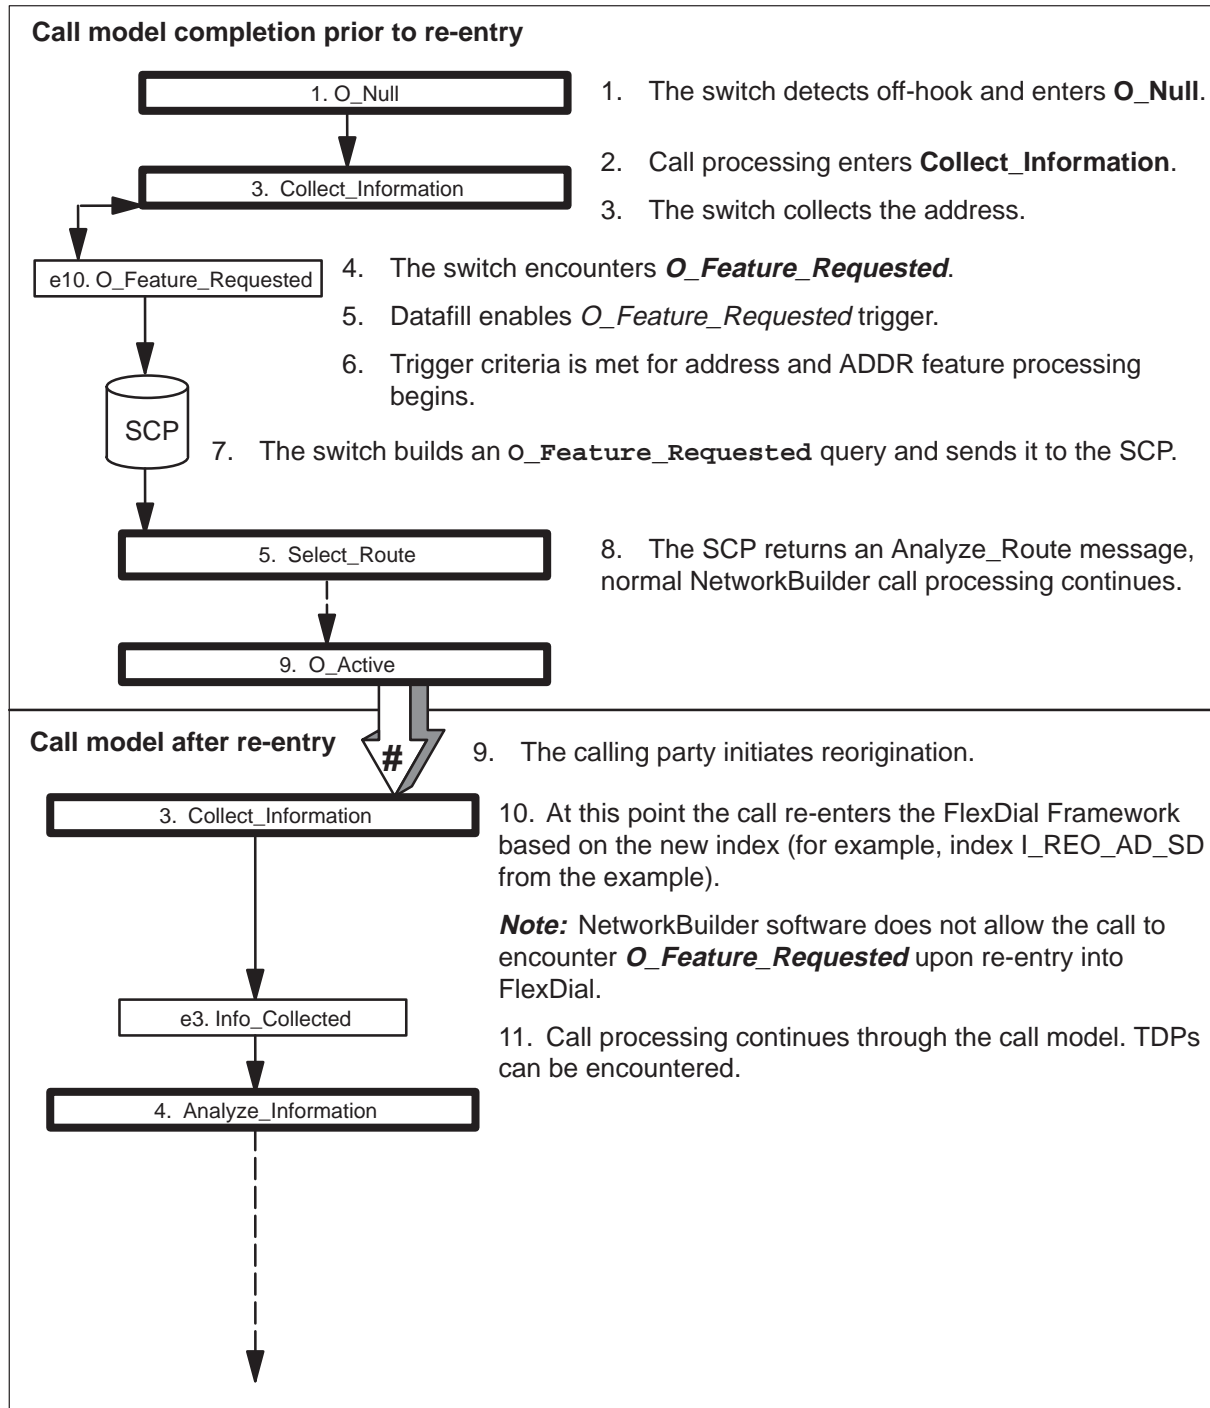 Call model completion prior to re-entry
1. O_Null
1. The switch detects off-hook and enters O_Null.
2. Call processing enters Collect_Information.
3. Collect_Information
3. The switch collects the address.
e10. O_Feature_Requested
4. The switch encounters O_Feature_Requested.
5. Datafill enables O_Feature_Requested trigger.
6. Trigger criteria is met for address and ADDR feature processing
begins.
SCP
7. The switch builds an O_Feature_Requested query and sends it to the SCP.
5. Select_Route
8. The SCP returns an Analyze_Route message,
normal NetworkBuilder call processing continues.
9. O_Active
Call model after re-entry
#
9. The calling party initiates reorigination.
3. Collect_Information
10. At this point the call re-enters the FlexDial Framework
based on the new index (for example, index I_REO_AD_SD
from the example).
Note: NetworkBuilder software does not allow the call to
encounter O_Feature_Requested upon re-entry into
FlexDial.
e3. Info_Collected
11. Call processing continues through the call model. TDPs
can be encountered.
4. Analyze_Information